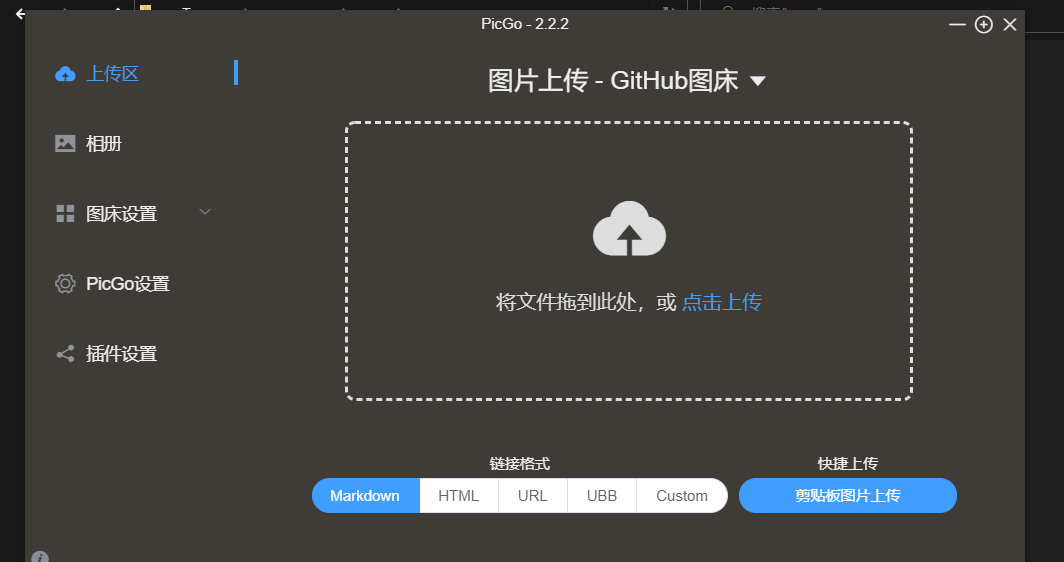 PicGo - 2.2.2
上传区
图片上传 - GitHub图床
相册
图床设置
PicGo设置
插件设置
将文件拖到此处，或 点击上传
链接格式
快捷上传
Markdown
HTML
URL
UBB
Custom
剪贴板图片上传